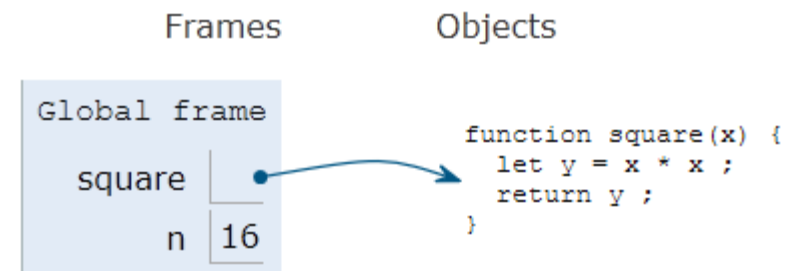 Frames Objects
Global frame
square
n 16
function square(x) {
  let y = x * x ;
  return y ;
}